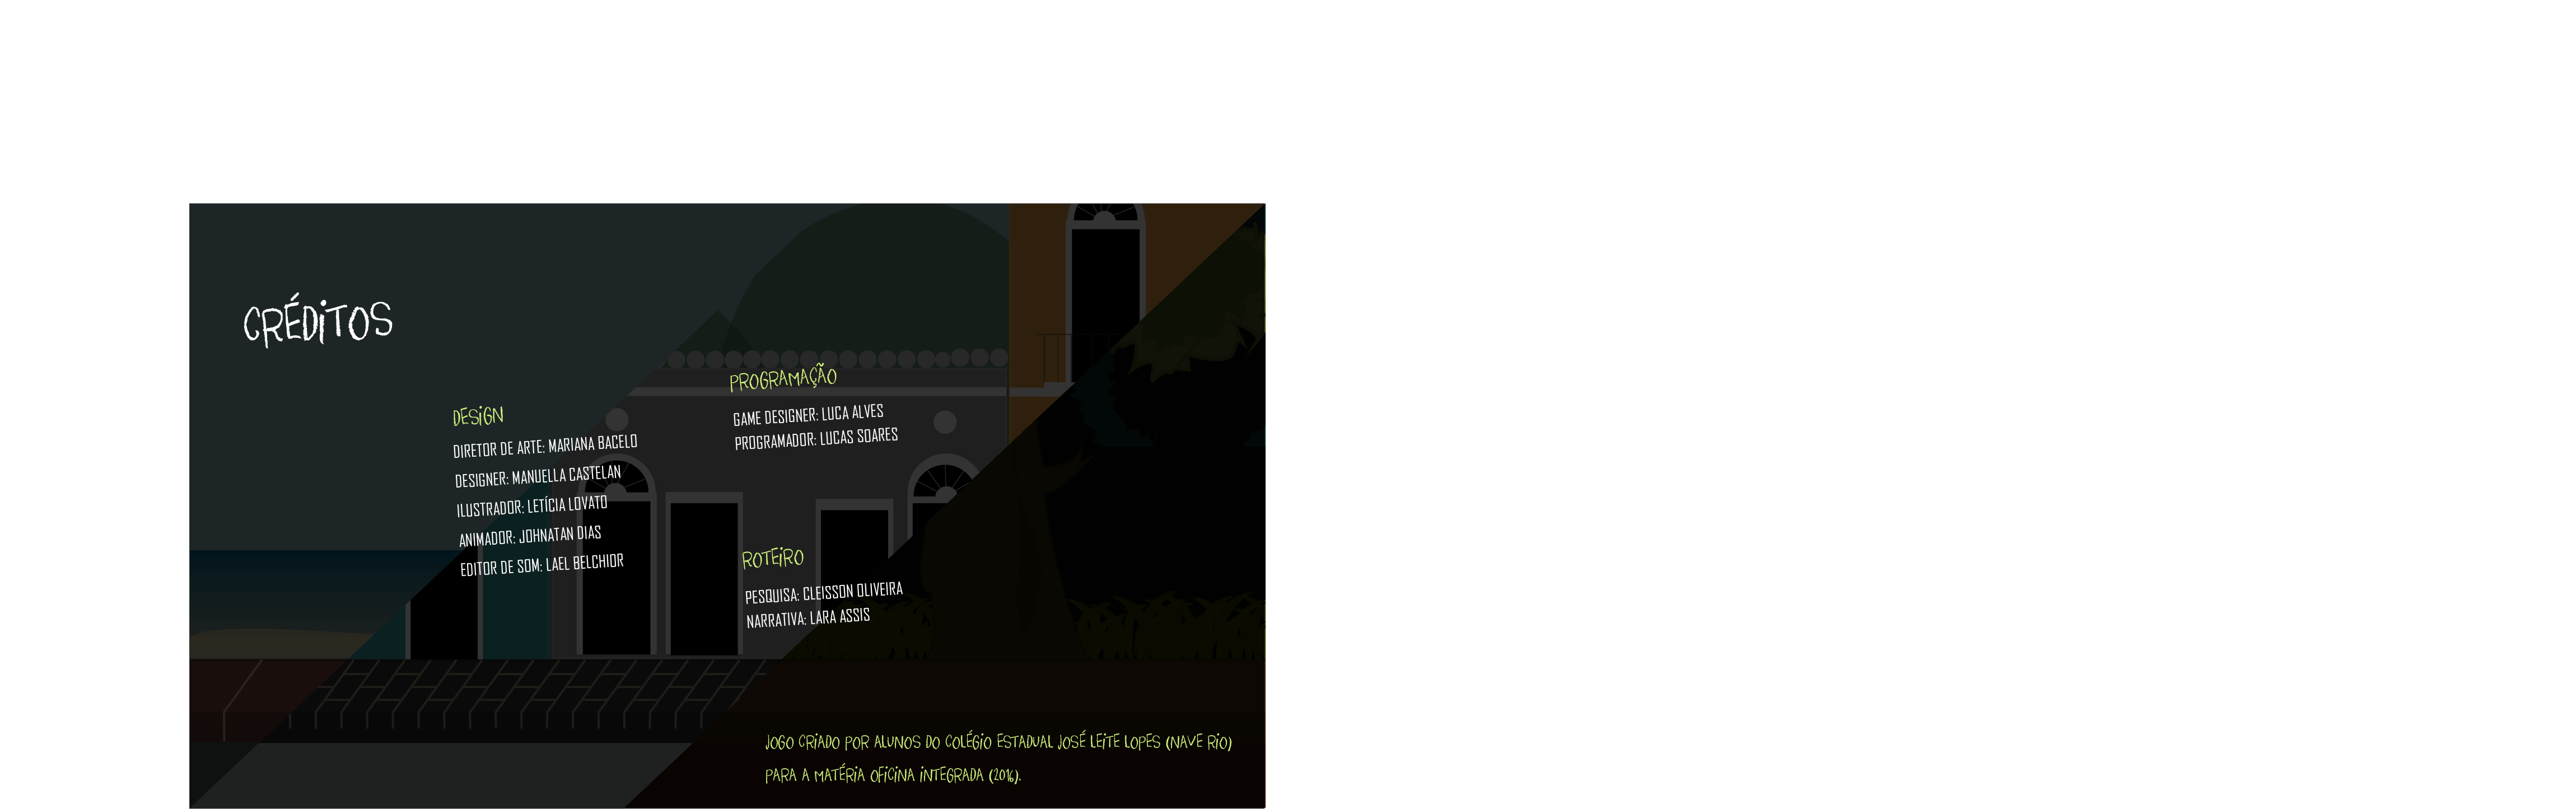 CRÉDiTOS
DESiGN
DIRETOR DE ARTE: MARIANA BACELO
DESIGNER: MANUELLA CASTELAN
ILUSTRADOR: LETÍCIA LOVATO
ANIMADOR: JOHNATAN DIAS
EDITOR DE SOM: LAEL BELCHIOR
PROGRAMAÇÃO
GAME DESIGNER: LUCA ALVES
PROGRAMADOR: LUCAS SOARES
ROTEiRO
PESQUISA: CLEISSON OLIVEIRA
NARRATIVA: LARA ASSIS
JOGO CRiADO POR ALUNOS DO COLÉGiO ESTADUAL JOSÉ LEiTE LOPES (NAVE RiO)
PARA A MATÉRiA OFiCiNA iNTEGRADA (2016).